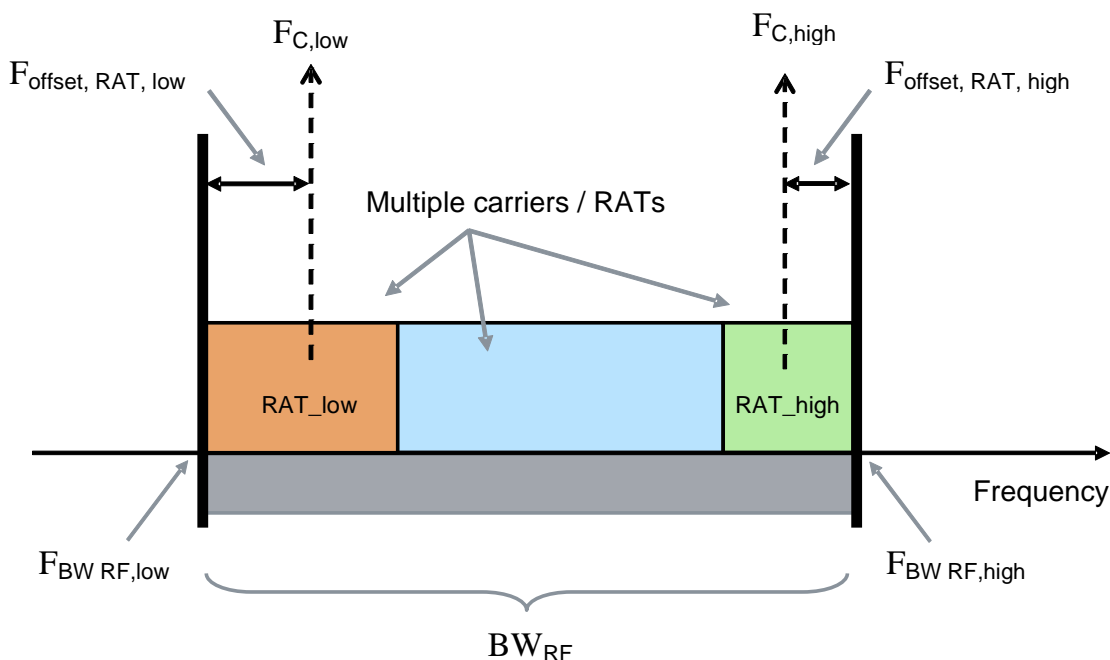 F_C,low
F_C,high
F_offset, RAT, low
F_offset, RAT, high
Multiple carriers / RATs
RAT_low
RAT_high
Frequency
F_BW RF,low
F_BW RF,high
BW_RF